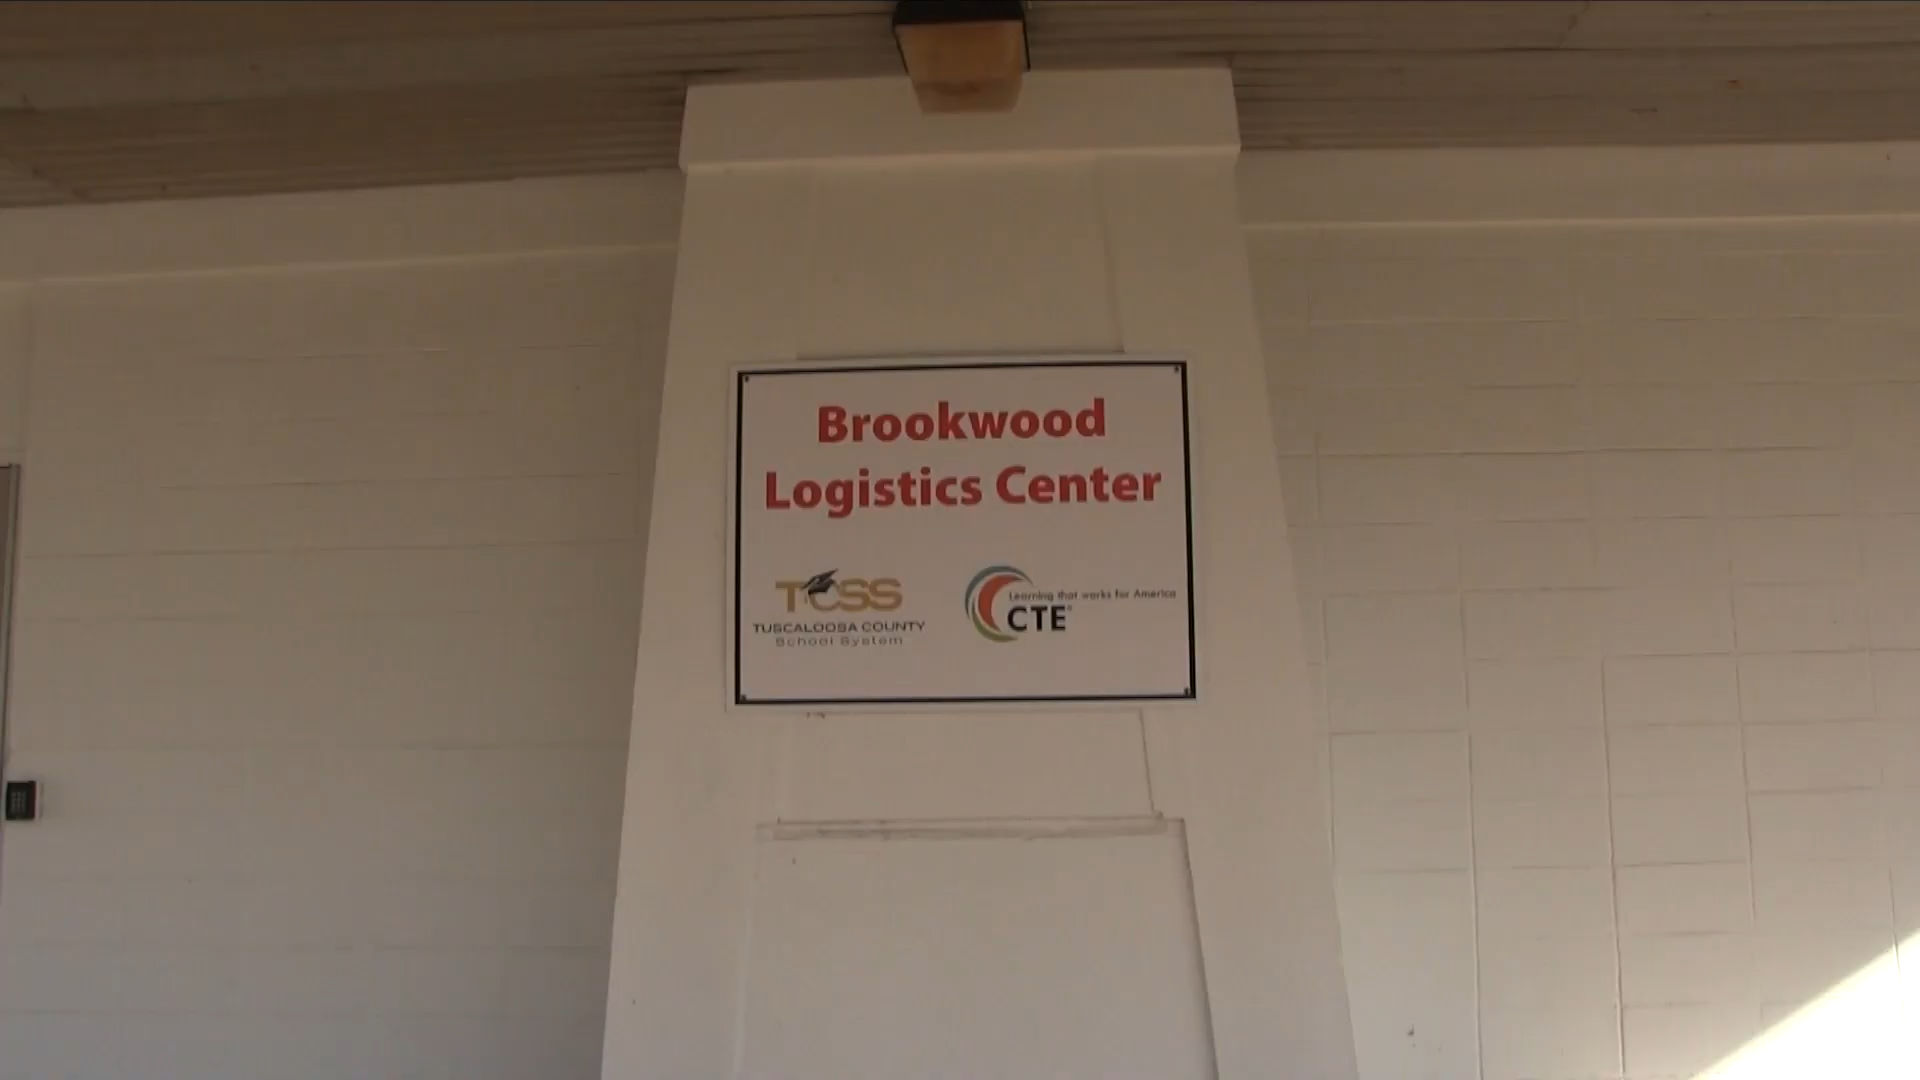 Brookwood
Logistics Center
TCSS
TUSCALOOSA COUNTY
School System
Learning that works for America
CTE